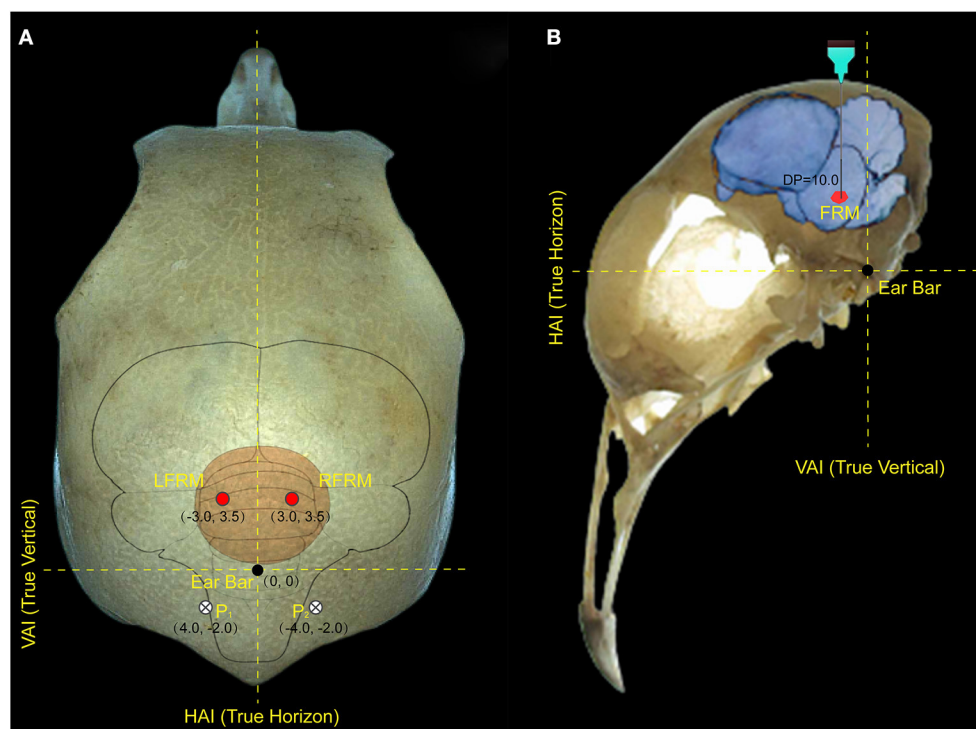 A
LFRM RFRM
(-3.0, 3.5) (3.0, 3.5)
Ear Bar (0, 0)
P1 P2
(4.0, -2.0) (-4.0, -2.0)
VAI (True Vertical)
HAI (True Horizon)
B
DP=10.0
FRM
Ear Bar
HAI (True Horizon)
VAI (True Vertical)